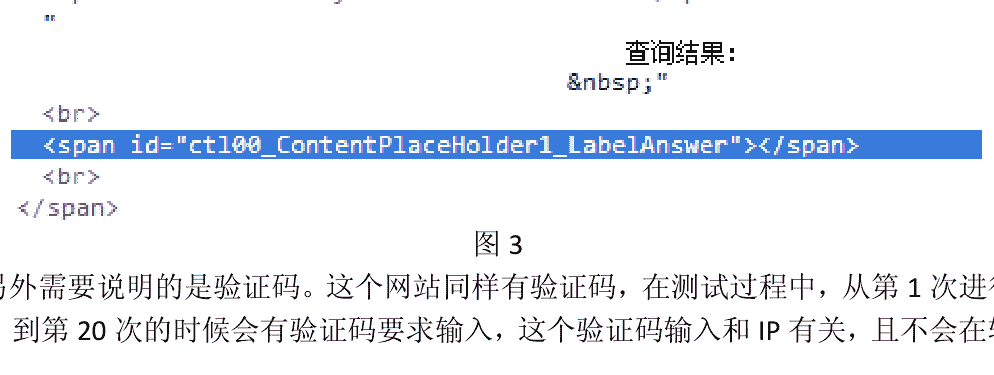 "
查询结果：
&nbsp;"
<br>
<span id="ctl00_ContentPlaceHolder1_LabelAnswer"></span>
<br>
</span>
图 3
外需要说明的是验证码。这个网站同样有验证码，在测试过程中，从第 1 次进
到第 20 次的时候会有验证码要求输入，这个验证码输入和 IP 有关，且不会在